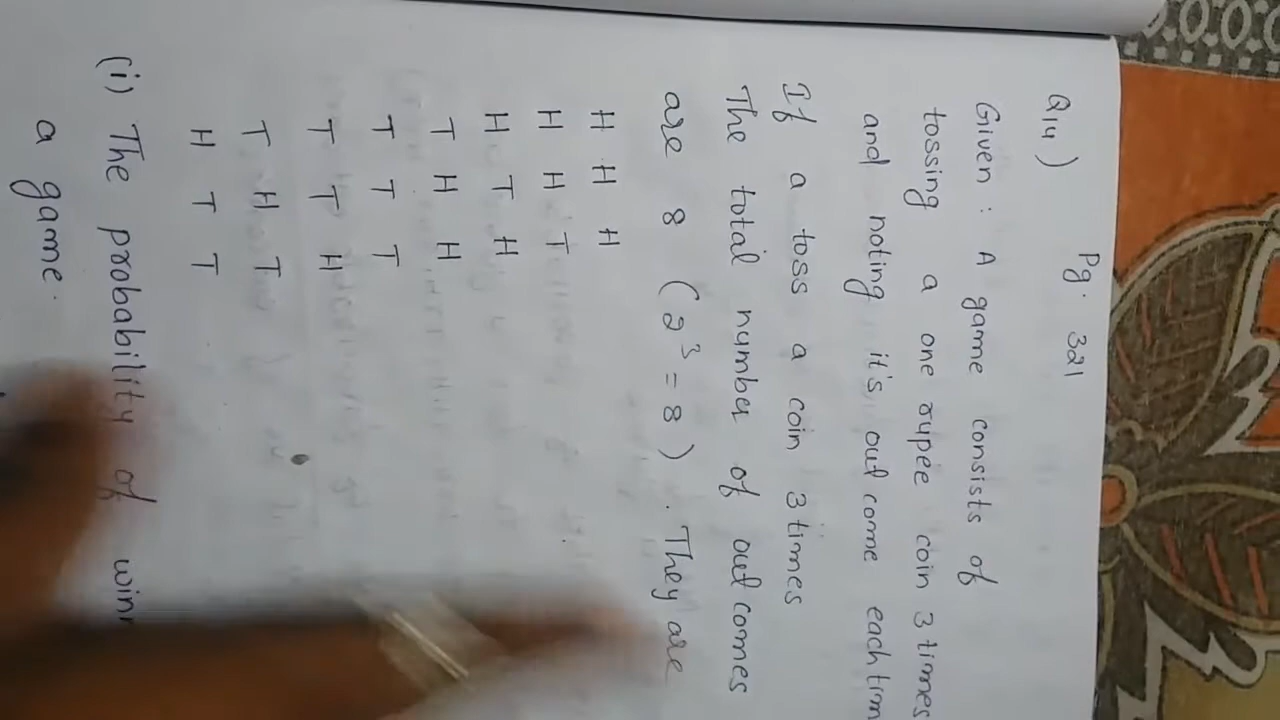 Q14) Pg. 321
Given : A game consists of
tossing a one rupee coin 3 times
and noting it's out come each tim
If a toss a coin 3 times
The total number of out comes
are 8 (2³ = 8). They are
H H H
H H T
H T H
T H H
T T T
T T H
T H T
H T T
(i) The probability of
a game.